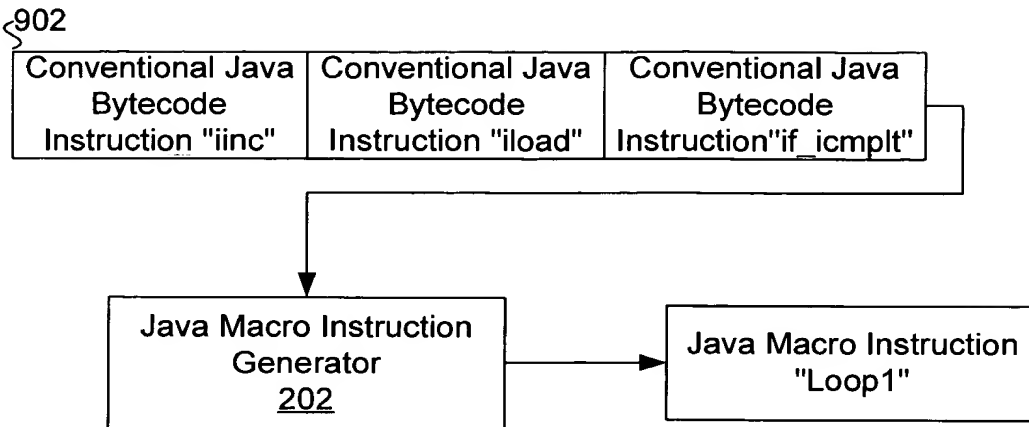 902
Conventional Java
Bytecode
Instruction "iinc"
Conventional Java
Bytecode
Instruction "iload"
Conventional Java
Bytecode
Instruction"if_icmplt"
Java Macro Instruction
Generator
202
Java Macro Instruction
"Loop1"